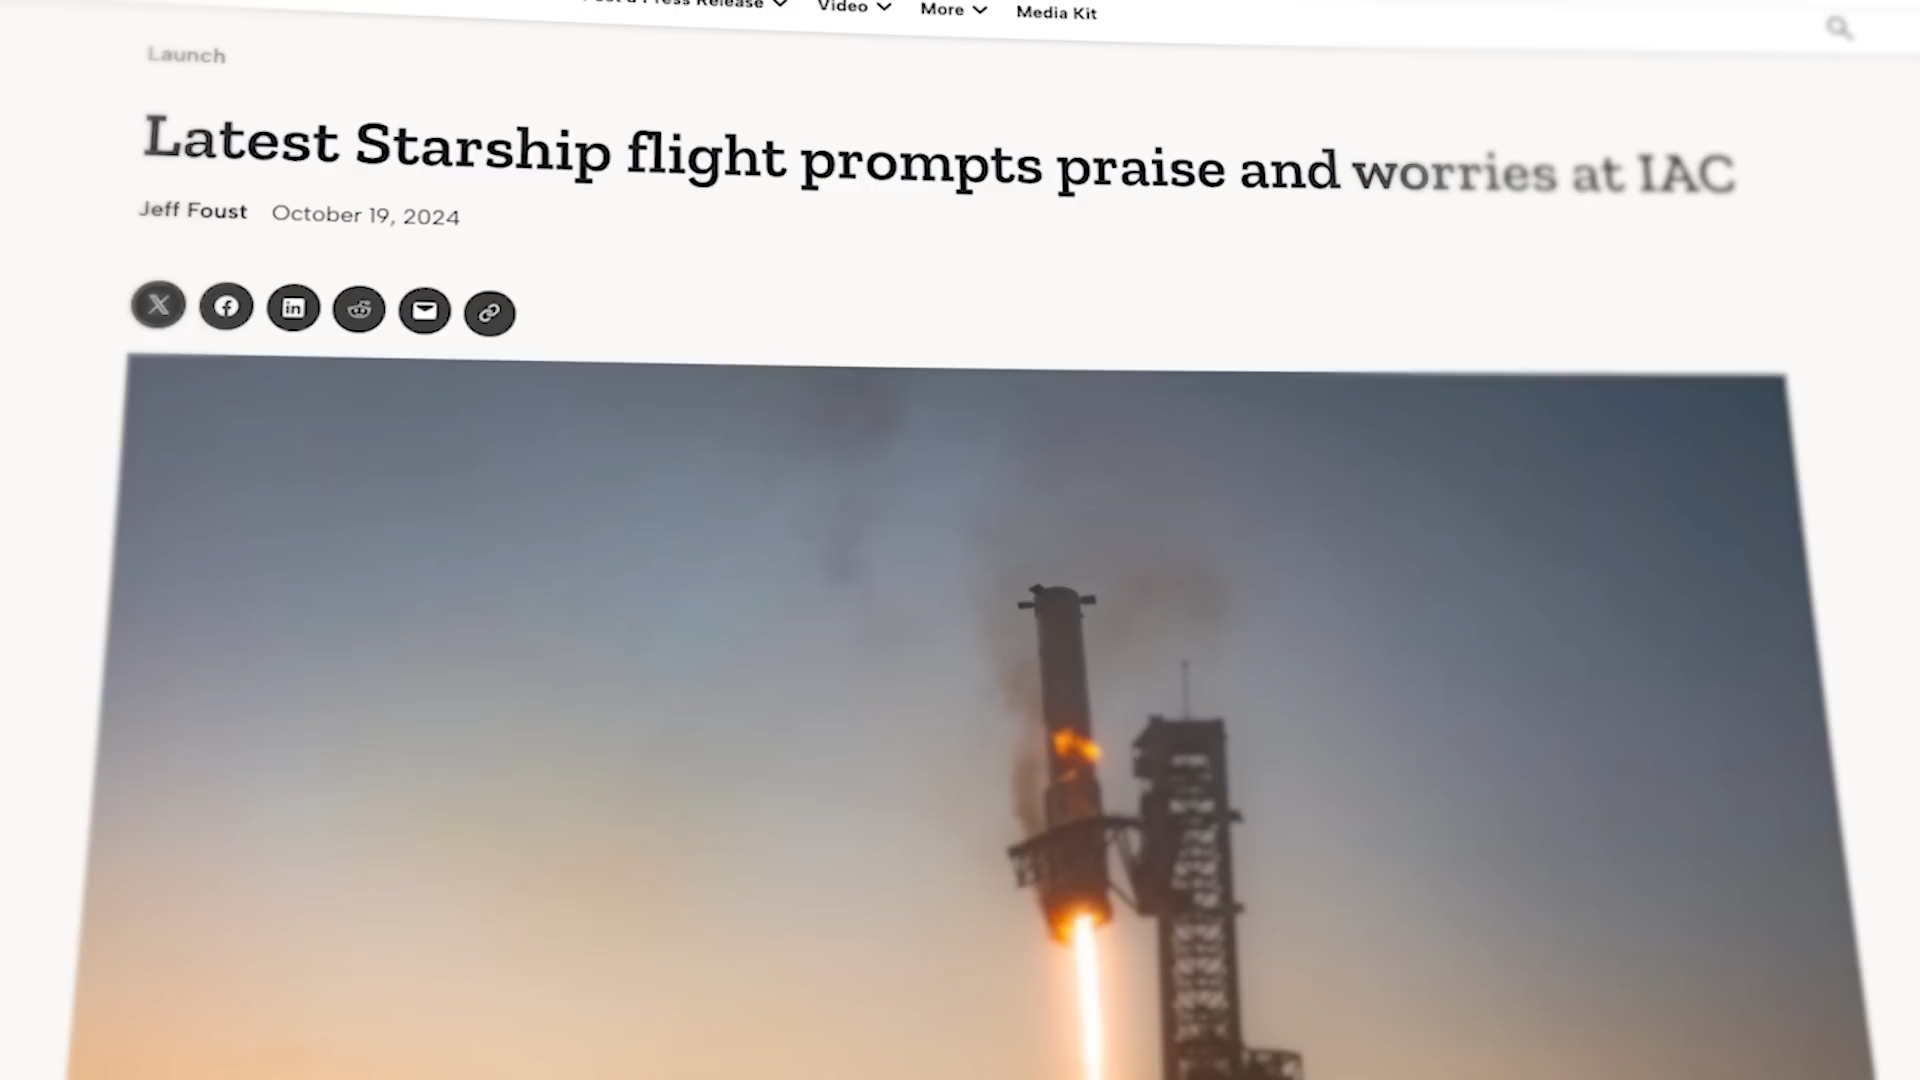 Release Video More Media Kit
Launch
Latest Starship flight prompts praise and worries at IAC
Jeff Foust October 19, 2024